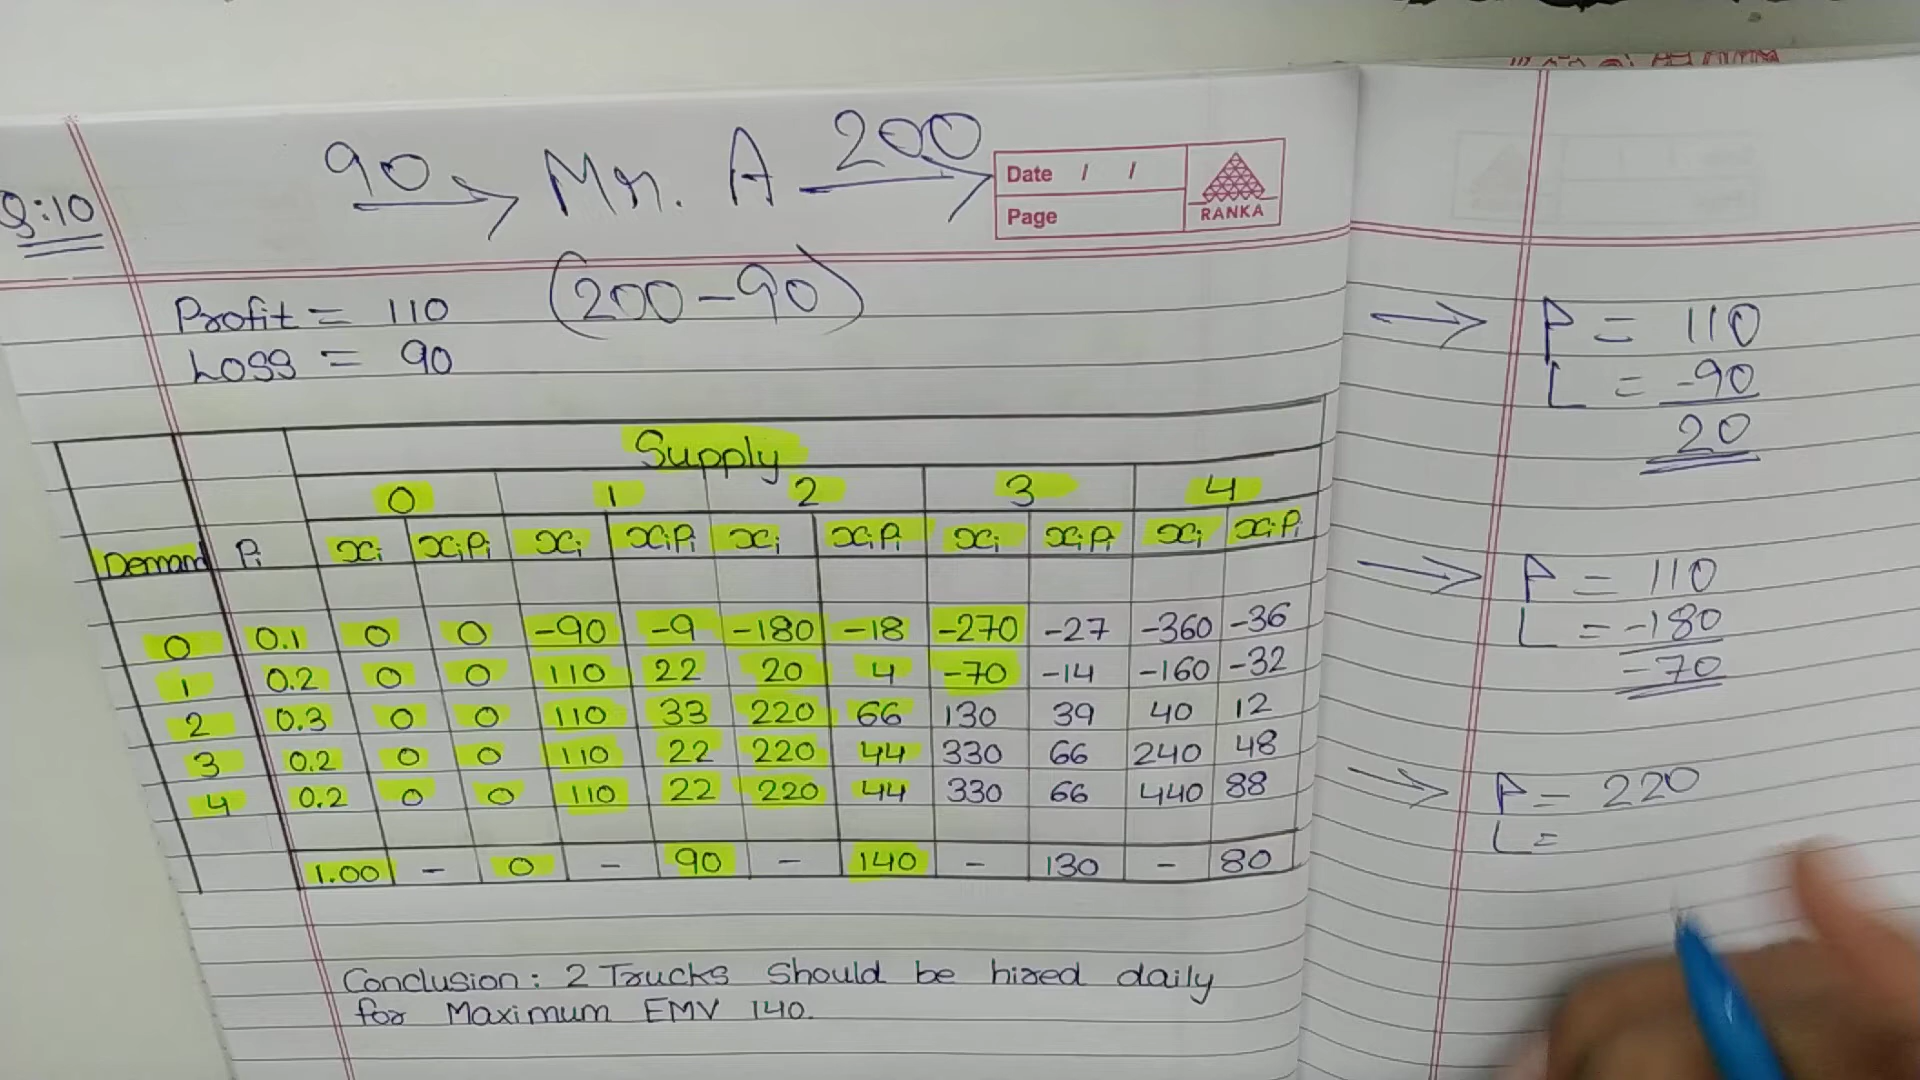 Q:10
90 → Mr. A 200 →
Date / /
Page
RANKA
Profit = 110 (200-90)
Loss = 90
Supply
0 1 2 3 4
Demand Pi xi xiPi xi xiPi xi xiPi xi xiPi xi xiPi
0 0.1 0 0 -90 -9 -180 -18 -270 -27 -360 -36
1 0.2 0 0 110 22 20 4 -70 -14 -160 -32
2 0.3 0 0 110 33 220 66 130 39 40 12
3 0.2 0 0 110 22 220 44 330 66 240 48
4 0.2 0 0 110 22 220 44 330 66 440 88
1.00 - 0 - 90 - 140 - 130 - 80
Conclusion: 2 Trucks Should be hired daily
for Maximum EMV 140.
→ P = 110
L = -90
20
→ P = 110
L = -180
-70
→ P = 220
L =